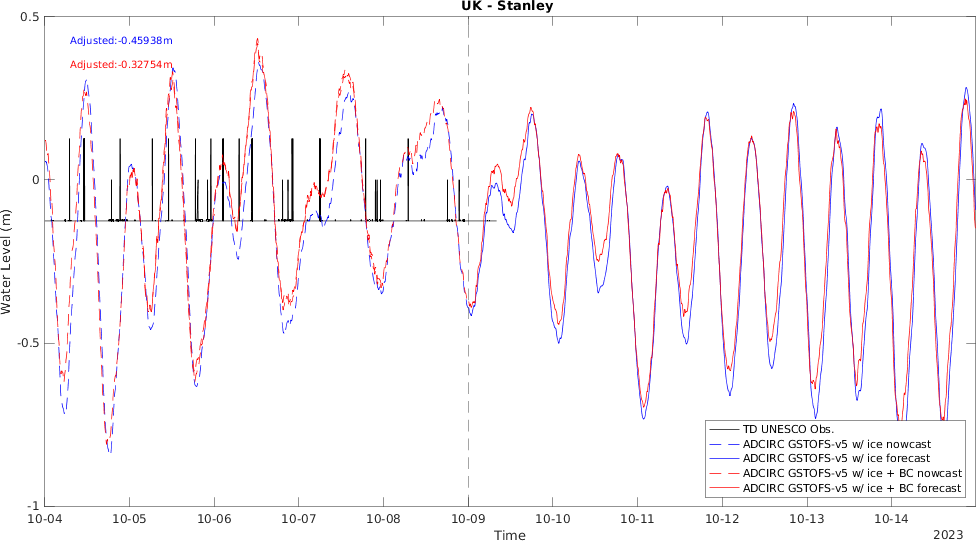 UK - Stanley
Adjusted:-0.45938m
Adjusted:-0.32754m
Water Level (m)
0.5
0
-0.5
-1
10-04 10-05 10-06 10-07 10-08 10-09 10-10 10-11 10-12 10-13 10-14
Time
2023
TD UNESCO Obs.
ADCIRC GSTOFS-v5 w/ ice nowcast
ADCIRC GSTOFS-v5 w/ ice forecast
ADCIRC GSTOFS-v5 w/ ice + BC nowcast
ADCIRC GSTOFS-v5 w/ ice + BC forecast